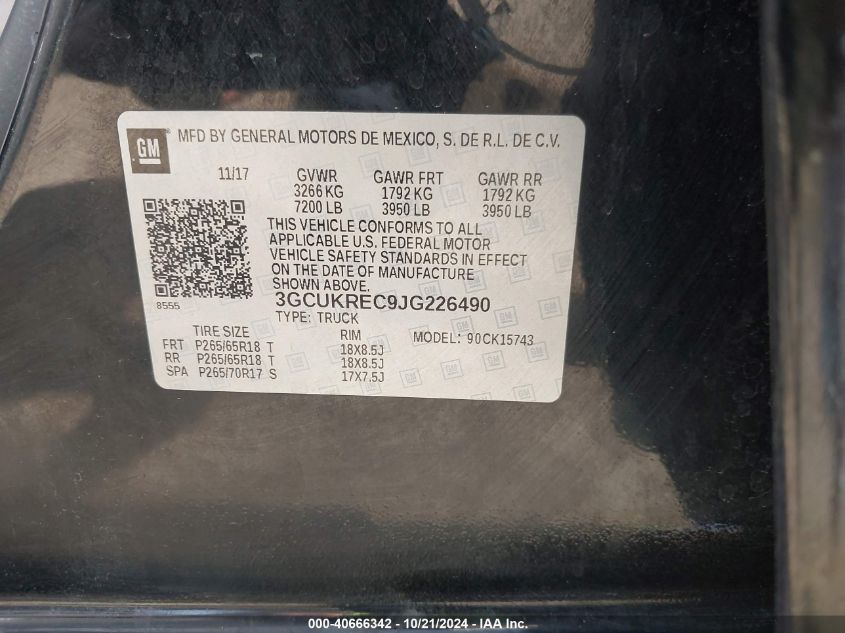 GM
MFD BY GENERAL MOTORS DE MEXICO, S. DE R.L. DE C.V.
11/17 GVWR GAWR FRT GAWR RR
3266 KG 1792 KG 1792 KG
7200 LB 3950 LB 3950 LB
THIS VEHICLE CONFORMS TO ALL
APPLICABLE U.S. FEDERAL MOTOR
VEHICLE SAFETY STANDARDS IN EFFECT
ON THE DATE OF MANUFACTURE
SHOWN ABOVE.
8555
3GCUKREC9JG226490
TYPE: TRUCK
TIRE SIZE RIM MODEL: 90CK15743
FRT P265/65R18 T 18X8.5J
RR P265/65R18 T 18X8.5J
SPA P265/70R17 S 17X7.5J
000-40666342 / 10/21/2024 - IAA Inc.